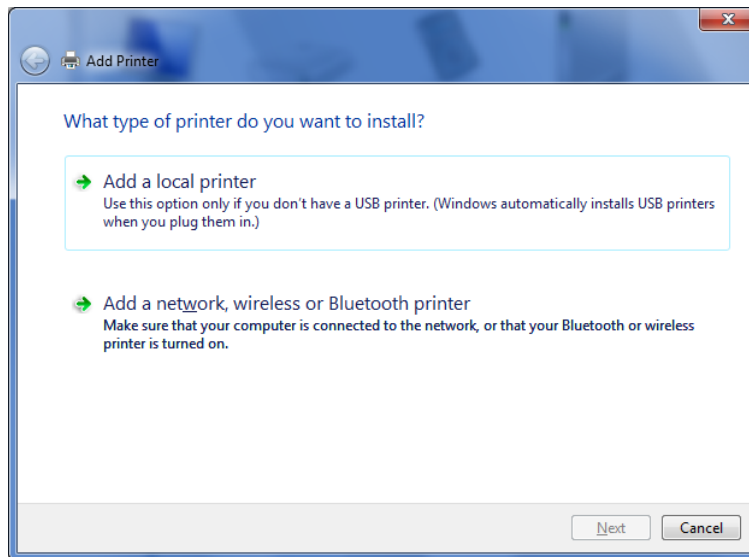 Add Printer
What type of printer do you want to install?
Add a local printer
Use this option only if you don't have a USB printer. (Windows automatically installs USB printers
when you plug them in.)
Add a network, wireless or Bluetooth printer
Make sure that your computer is connected to the network, or that your Bluetooth or wireless
printer is turned on.
Next Cancel